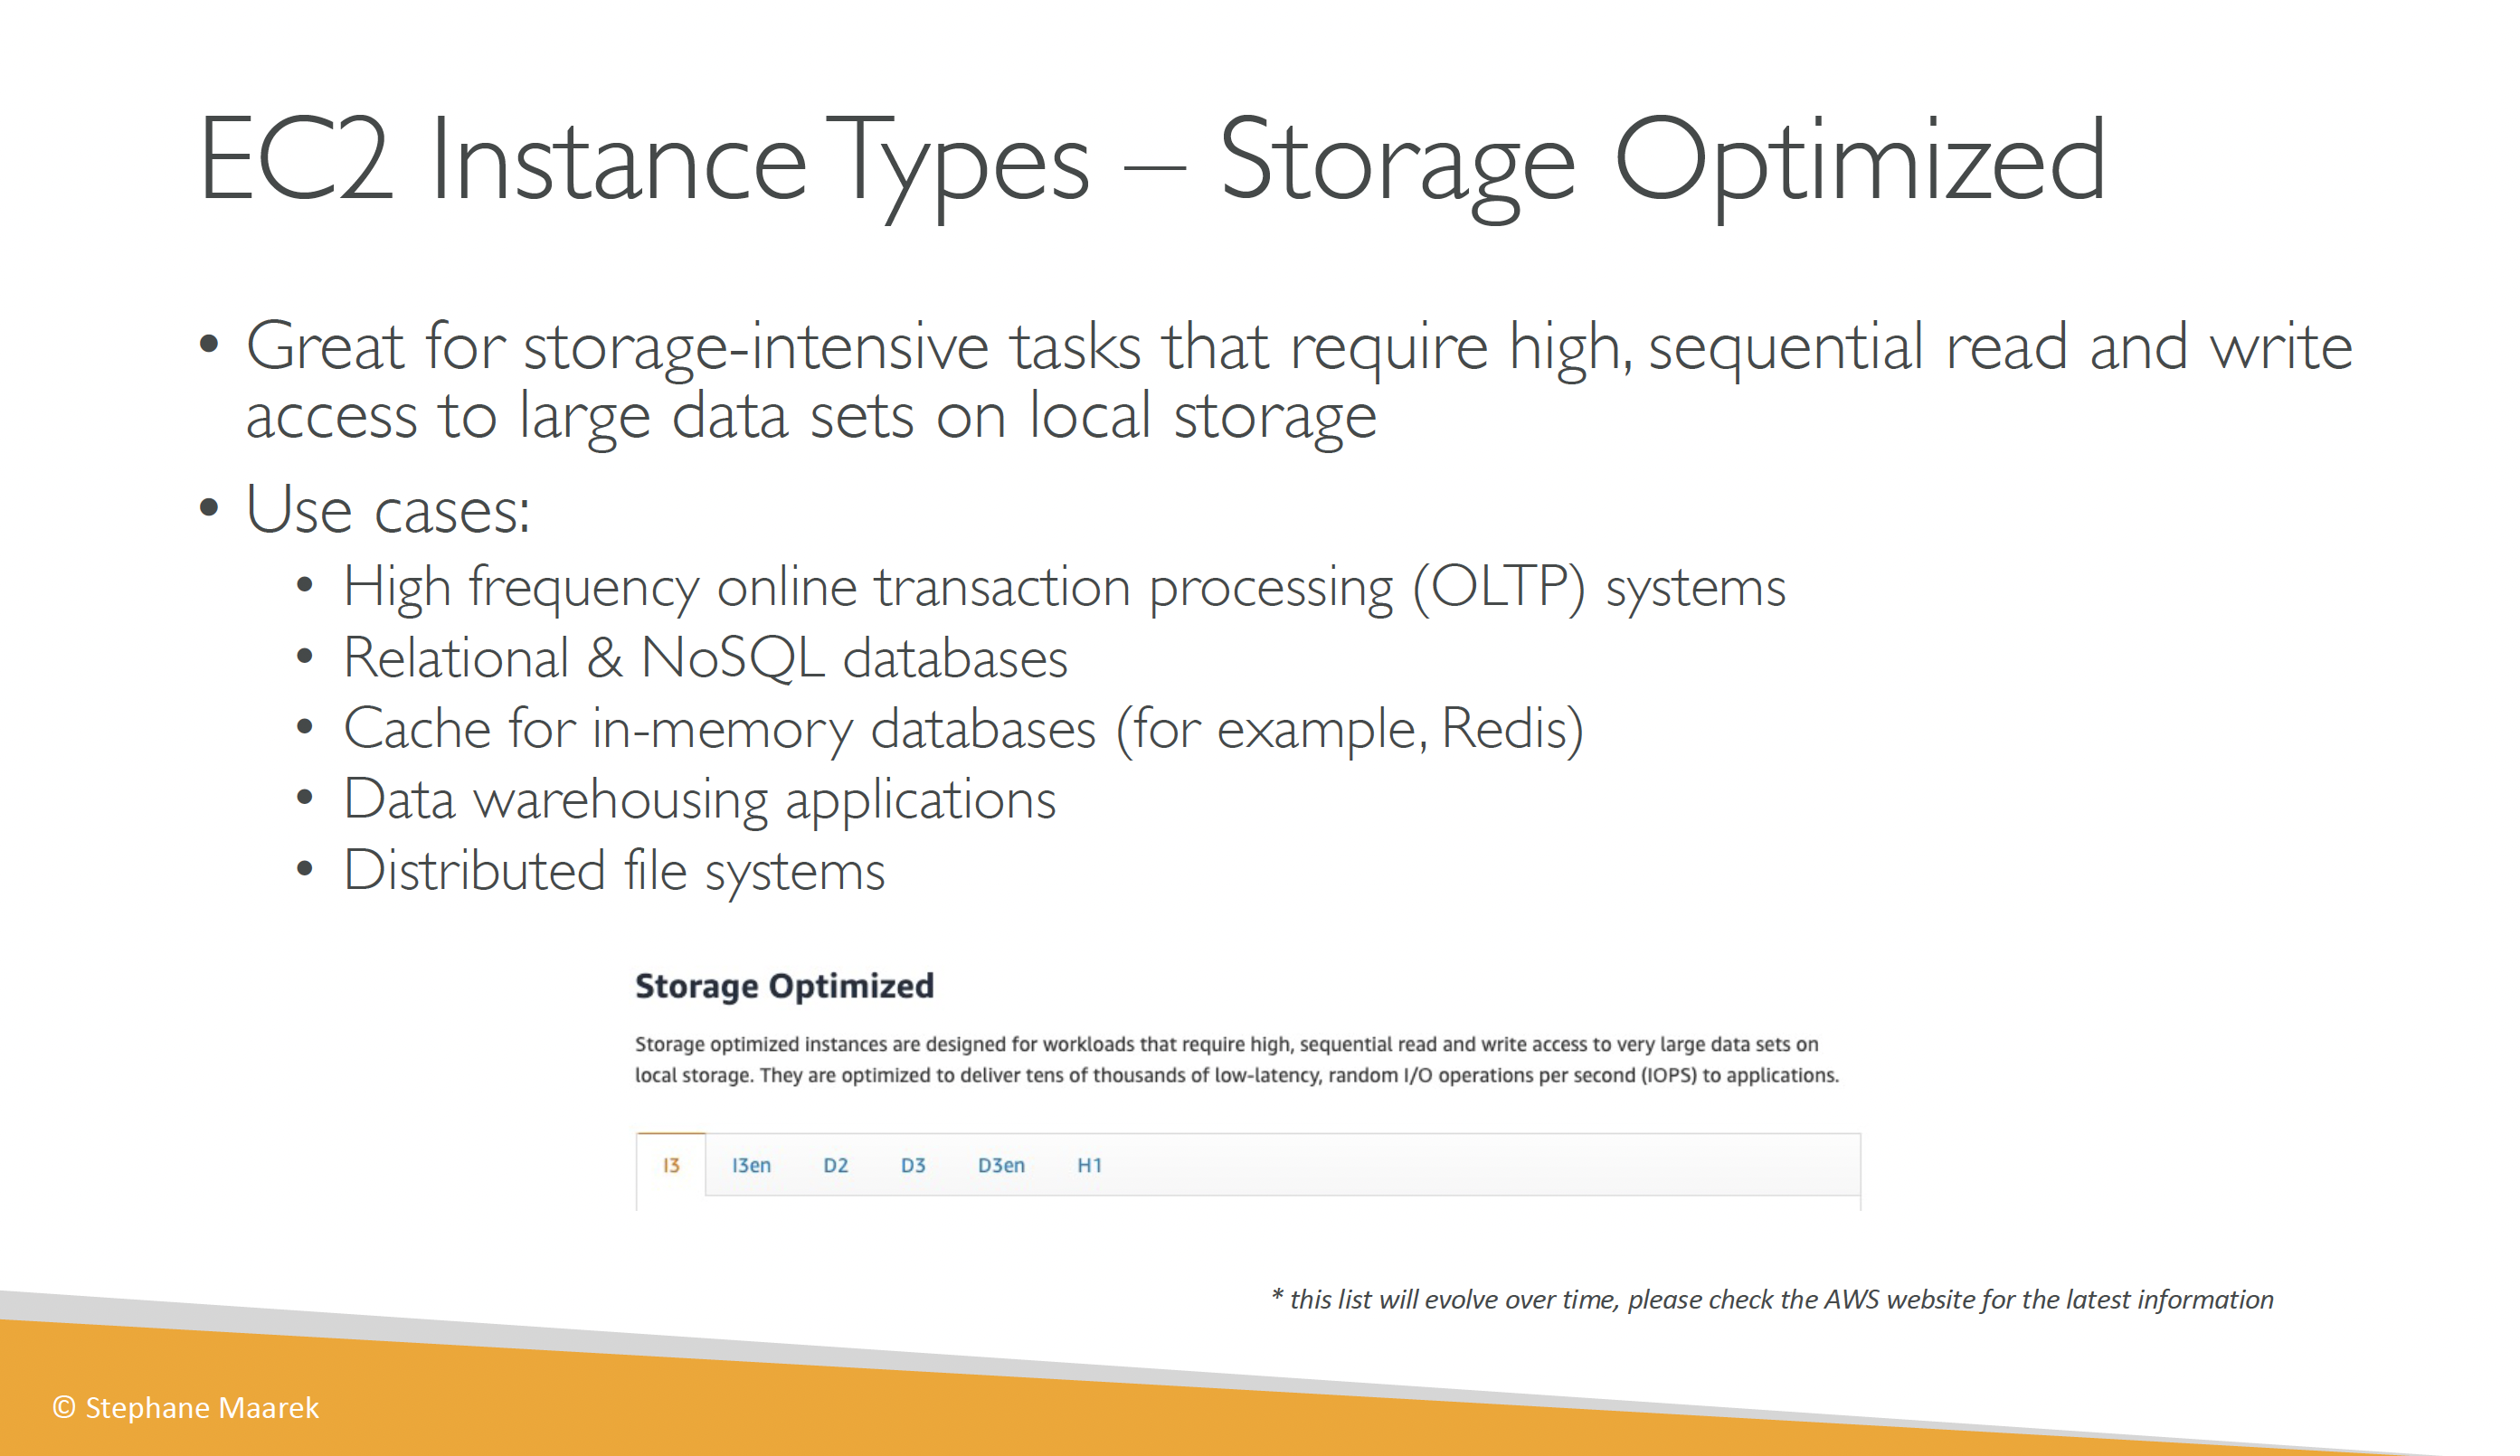 EC2 Instance Types – Storage Optimized
• Great for storage-intensive tasks that require high, sequential read and write
access to large data sets on local storage
• Use cases:
• High frequency online transaction processing (OLTP) systems
• Relational & NoSQL databases
• Cache for in-memory databases (for example, Redis)
• Data warehousing applications
• Distributed file systems
Storage Optimized
Storage optimized instances are designed for workloads that require high, sequential read and write access to very large data sets on
local storage. They are optimized to deliver tens of thousands of low-latency, random I/O operations per second (IOPS) to applications.
I3 I3en D2 D3 D3en H1
* this list will evolve over time, please check the AWS website for the latest information
© Stephane Maarek